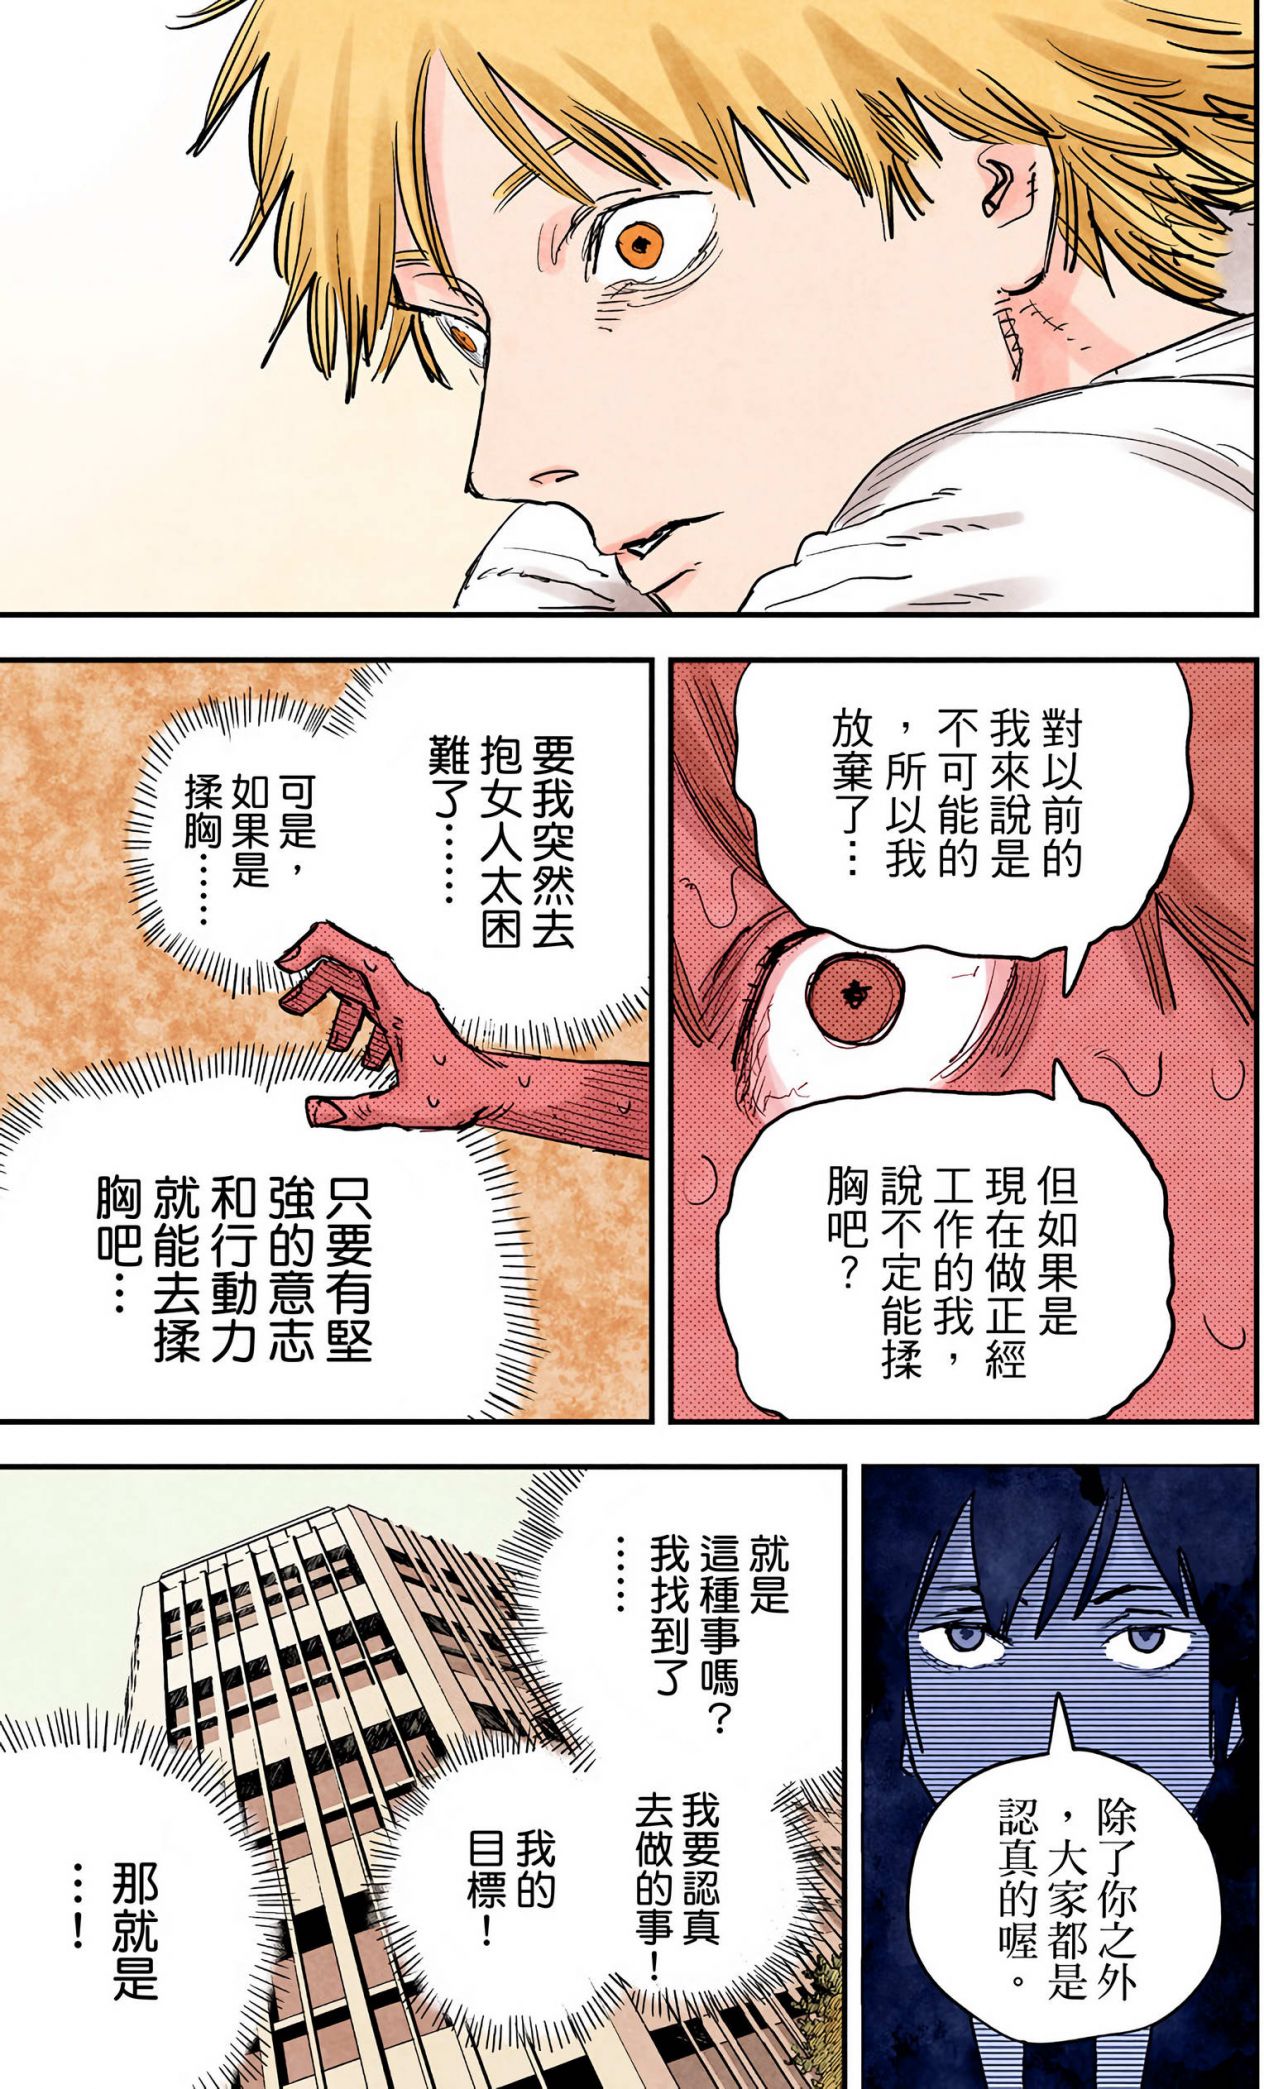 對以前的
我來說是
不可能的
，所以我
放棄了…
但如果是
現在做正經
工作的我，
說不定能揉
胸吧？
要我突然去
抱女人太困
難了……
可是，
如果是
揉胸……
只要有堅
強的意志
和行動力
就能去揉
胸吧…
除了你之外
，大家都是
認真的喔。
就是
這種事嗎？
我找到了
……
我要認真
去做的事！
我的
目標！
那就是
…！